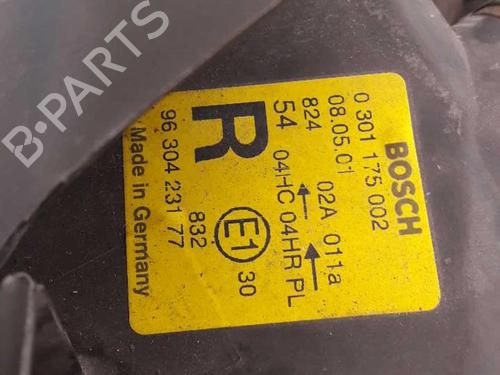 B-PARTS
BOSCH
0 301 175 002
08.05.01 02A 011a
824
54 04HC 04HR PL
R 832 E1 30
96 304 231 77
Made in Germany